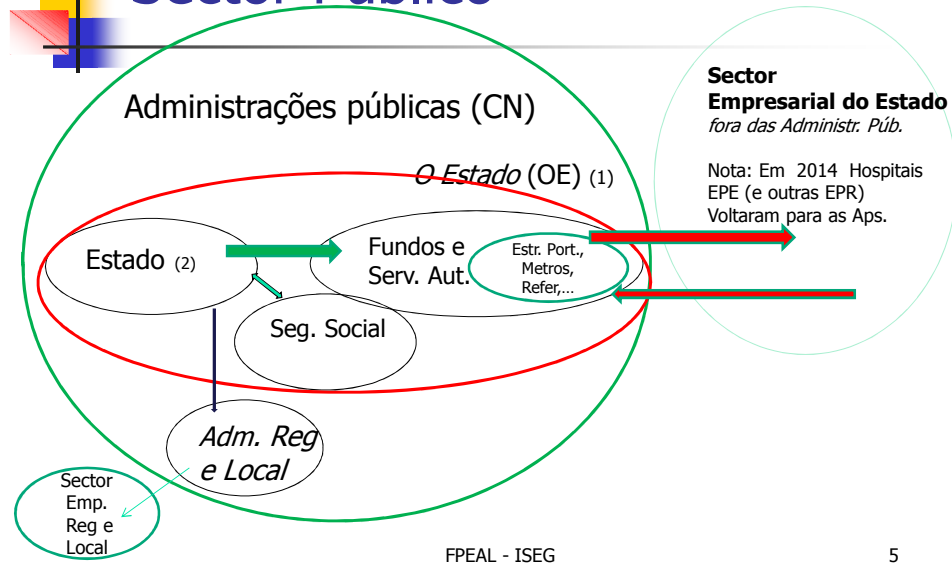 Sector Público
Administrações públicas (CN)
O Estado (OE) (1)
Estado (2)
Fundos e
Serv. Aut.
Estr. Port.,
Metros,
Refer,...
Seg. Social
Adm. Reg
e Local
Sector
Emp.
Reg e
Local
Sector
Empresarial do Estado
fora das Administr. Púb.
Nota: Em 2014 Hospitais
EPE (e outras EPR)
Voltaram para as Aps.
FPEAL - ISEG
5